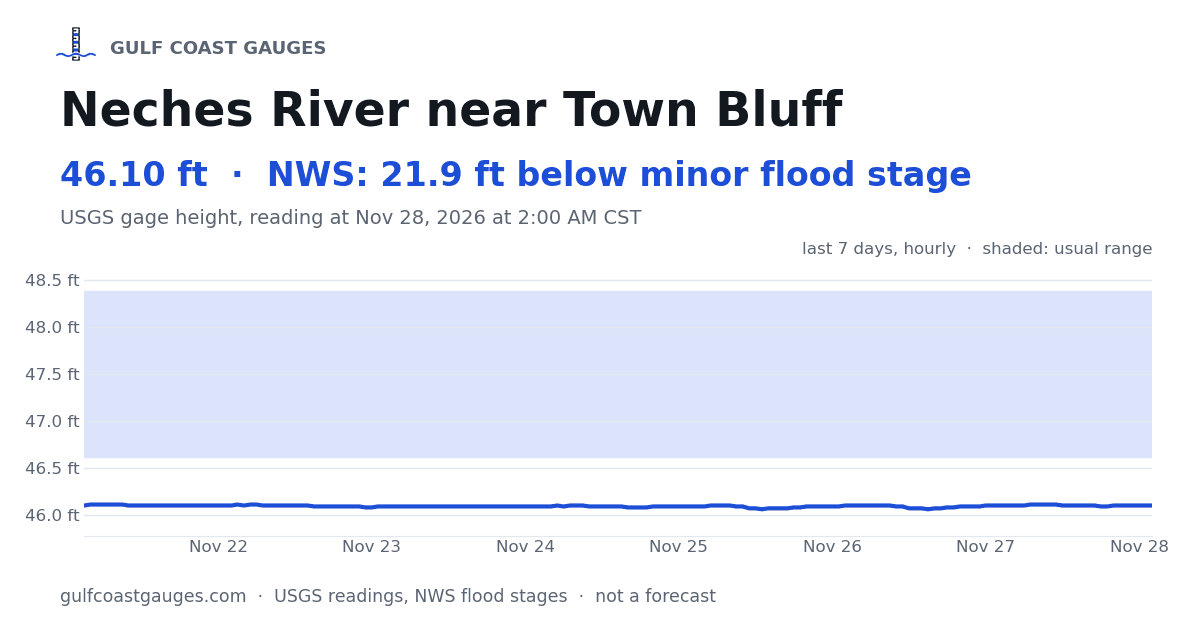 GULF COAST GAUGES
Neches River near Town Bluff
46.10 ft · NWS: 21.9 ft below minor flood stage
USGS gage height, reading at Nov 28, 2026 at 2:00 AM CST
last 7 days, hourly · shaded: usual range
48.5 ft
48.0 ft
47.5 ft
47.0 ft
46.5 ft
46.0 ft
Nov 22 Nov 23 Nov 24 Nov 25 Nov 26 Nov 27 Nov 28
gulfcoastgauges.com · USGS readings, NWS flood stages · not a forecast